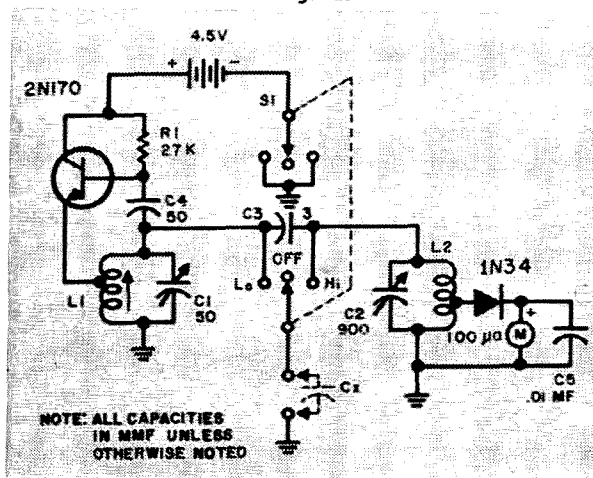 4.5V
+
-
2N170
S1
R1
27K
C4
50
C3
3
OFF
Lo
Hi
L1
C1
50
L2
1N34
C2
900
100 µa
+
M
C5
.01 MF
Cx
NOTE: ALL CAPACITIES
IN MMF UNLESS
OTHERWISE NOTED